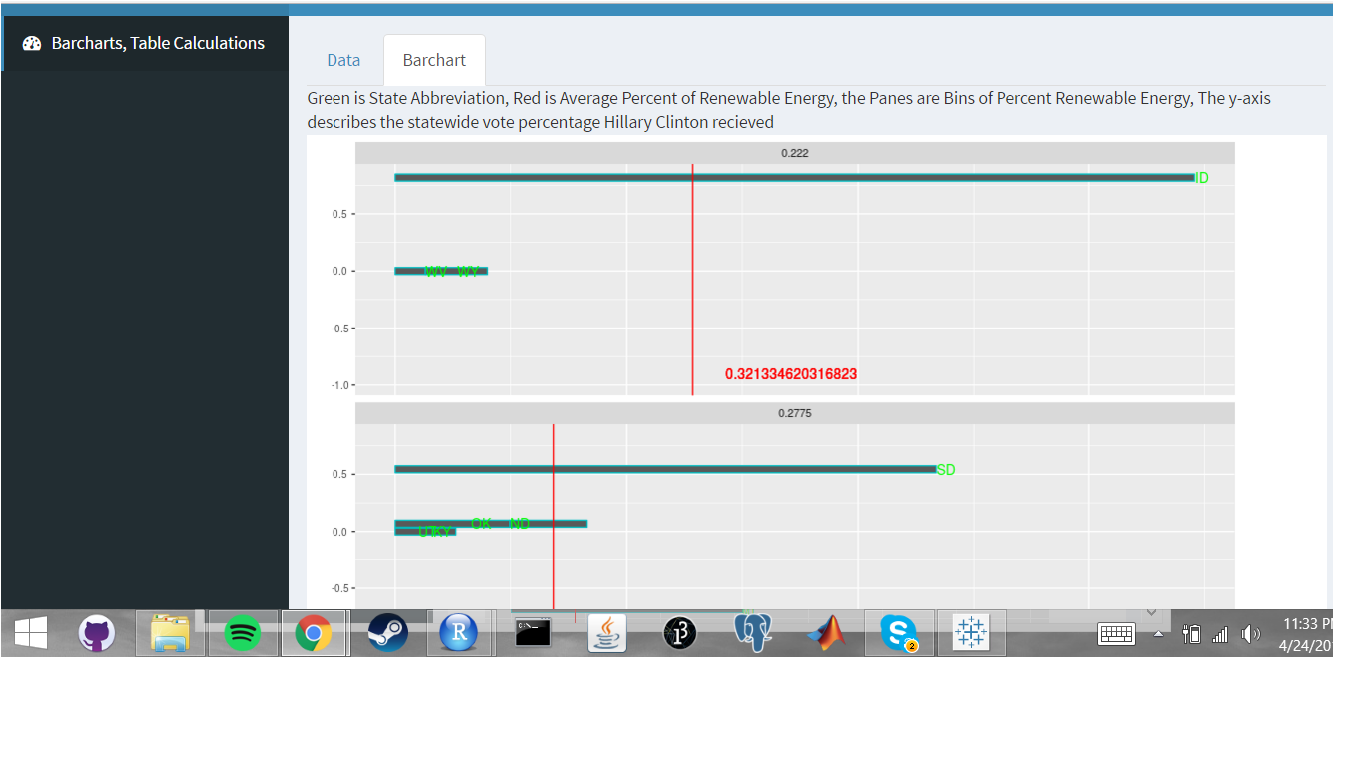 Barcharts, Table Calculations
Data
Barchart
Green is State Abbreviation, Red is Average Percent of Renewable Energy, the Panes are Bins of Percent Renewable Energy, The y-axis
describes the statewide vote percentage Hillary Clinton recieved
0.222
ID
0.5
0.0
WY WY
0.5
0.321334620316823
-1.0
0.2775
0.5
SD
OK ND
0.0
KY
-0.5
R
C:\>_
S
2
11:33 P
4/24/20